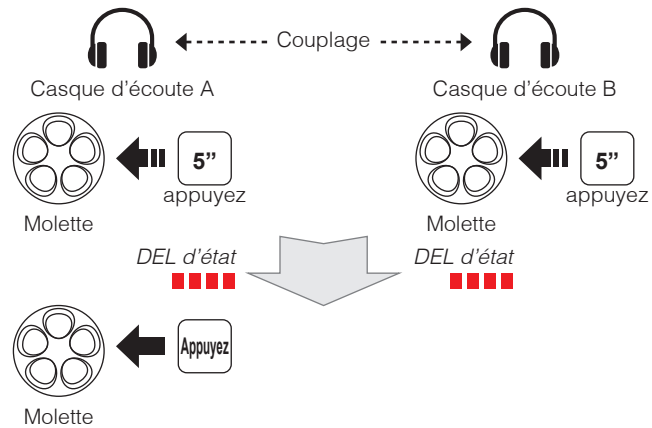 Couplage
Casque d'écoute A
Casque d'écoute B
5”
appuyez
Molette
5”
appuyez
Molette
DEL d'état
DEL d'état
Appuyez
Molette